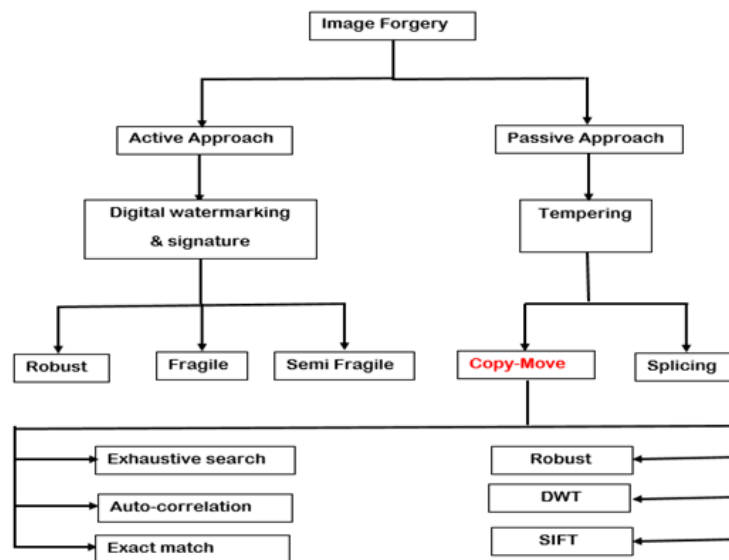 Image Forgery
Active Approach
Passive Approach
Digital watermarking
& signature
Tempering
Robust
Fragile
Semi Fragile
Copy-Move
Splicing
Exhaustive search
Robust
Auto-correlation
DWT
Exact match
SIFT